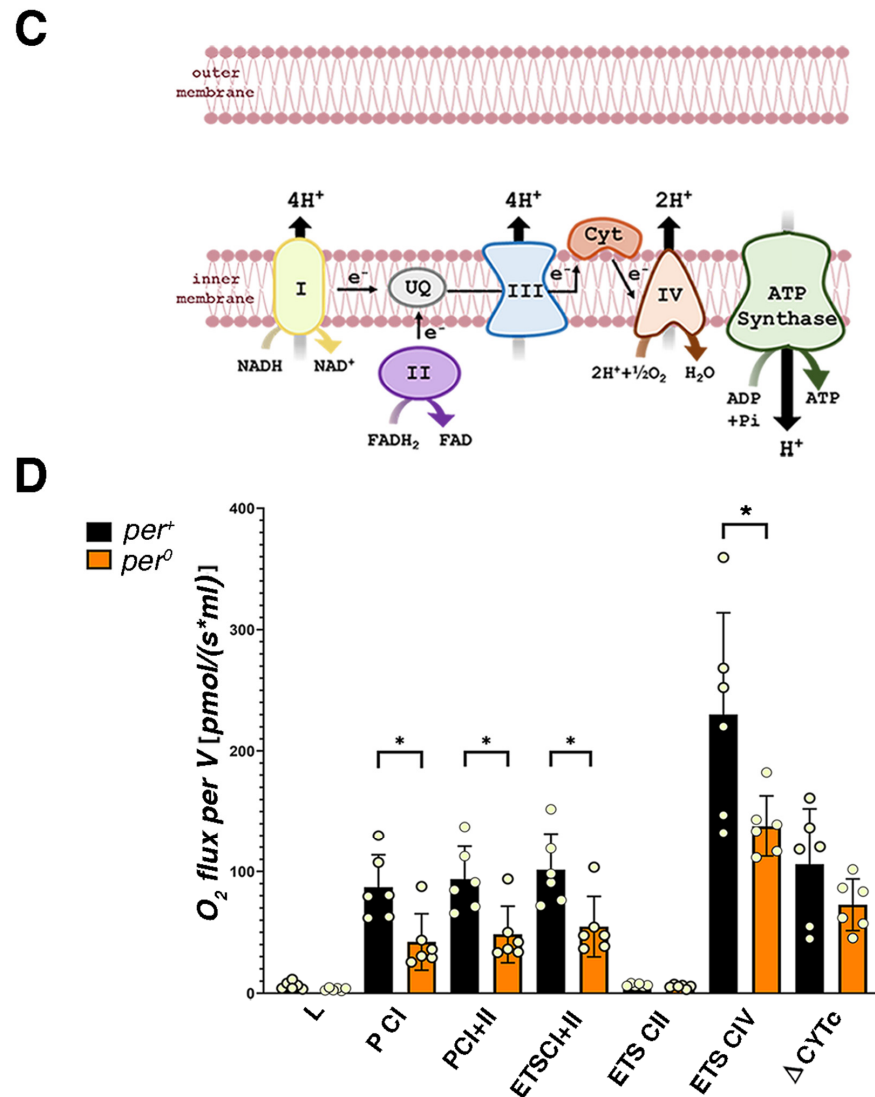 C
outer
membrane
4H⁺ 4H⁺ 2H⁺
Cyt
inner
membrane
I e⁻ UQ III e⁻ e⁻ IV ATP
Synthase
e⁻
NADH NAD⁺ II 2H⁺+½O₂ H₂O
ADP
+Pi
ATP
FADH₂ FAD
H⁺
D
per⁺
per⁰
O₂ flux per V [pmol/(s*ml)]
400
300
200
100
0
* * * *
L
P CI
PCI+II
ETSCI+II
ETS CII
ETS CIV
Δ CYTc